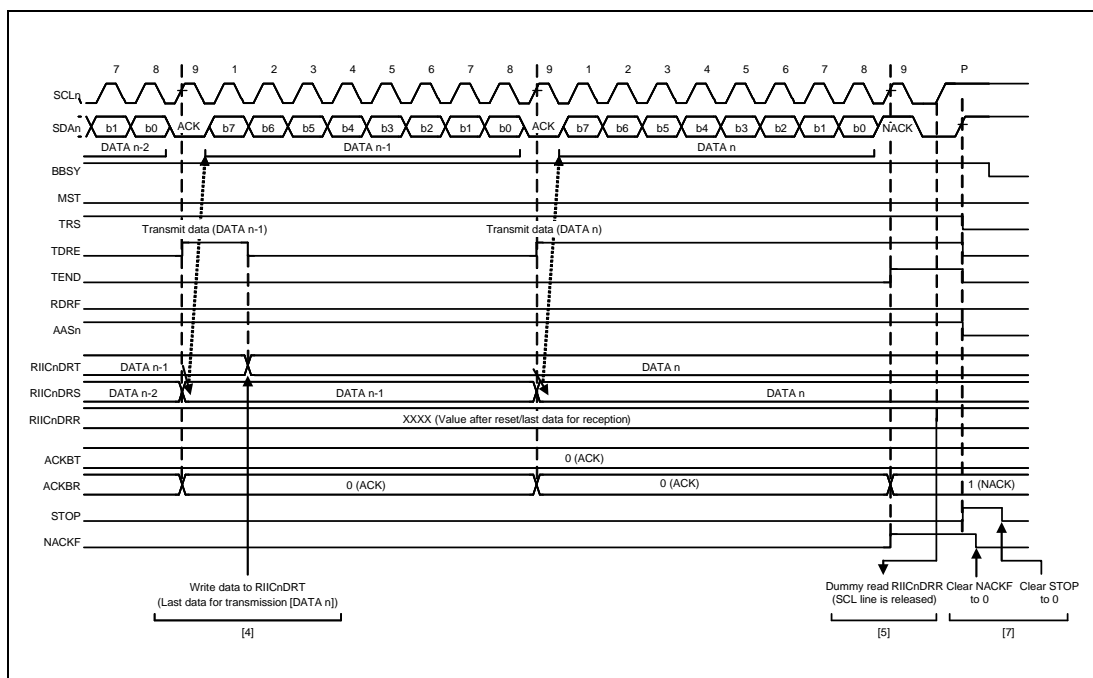 7 8 9 1 2 3 4 5 6 7 8 9 1 2 3 4 5 6 7 8 9 P
SCLn
SDAn b1 b0 ACK b7 b6 b5 b4 b3 b2 b1 b0 ACK b7 b6 b5 b4 b3 b2 b1 b0 NACK
DATA n-2 DATA n-1 DATA n
BBSY
MST
TRS
Transmit data (DATA n-1) Transmit data (DATA n)
TDRE
TEND
RDRF
AASn
RIICnDRT DATA n-1 DATA n
RIICnDRS DATA n-2 DATA n-1 DATA n
RIICnDRR XXXX (Value after reset/last data for reception)
ACKBT 0 (ACK)
ACKBR 0 (ACK) 0 (ACK) 1 (NACK)
STOP
NACKF
Write data to RIICnDRT
(Last data for transmission [DATA n])
[4]
Dummy read RIICnDRR
(SCL line is released)
[5]
Clear NACKF
to 0
Clear STOP
to 0
[7]